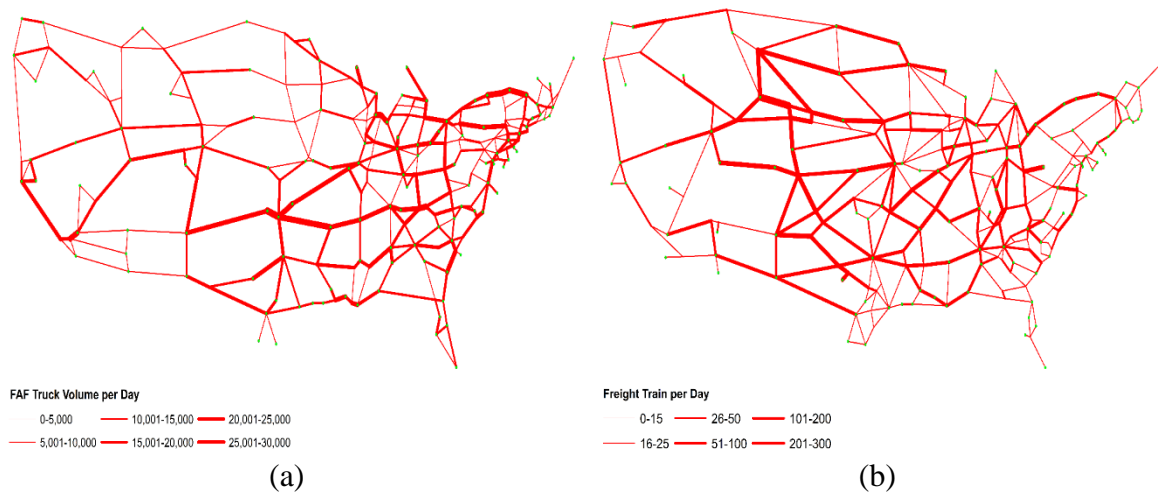 FAF Truck Volume per Day
0-5,000 10,001-15,000 20,001-25,000
5,001-10,000 15,001-20,000 25,001-30,000
(a)
Freight Train per Day
0-15 26-50 101-200
16-25 51-100 201-300
(b)